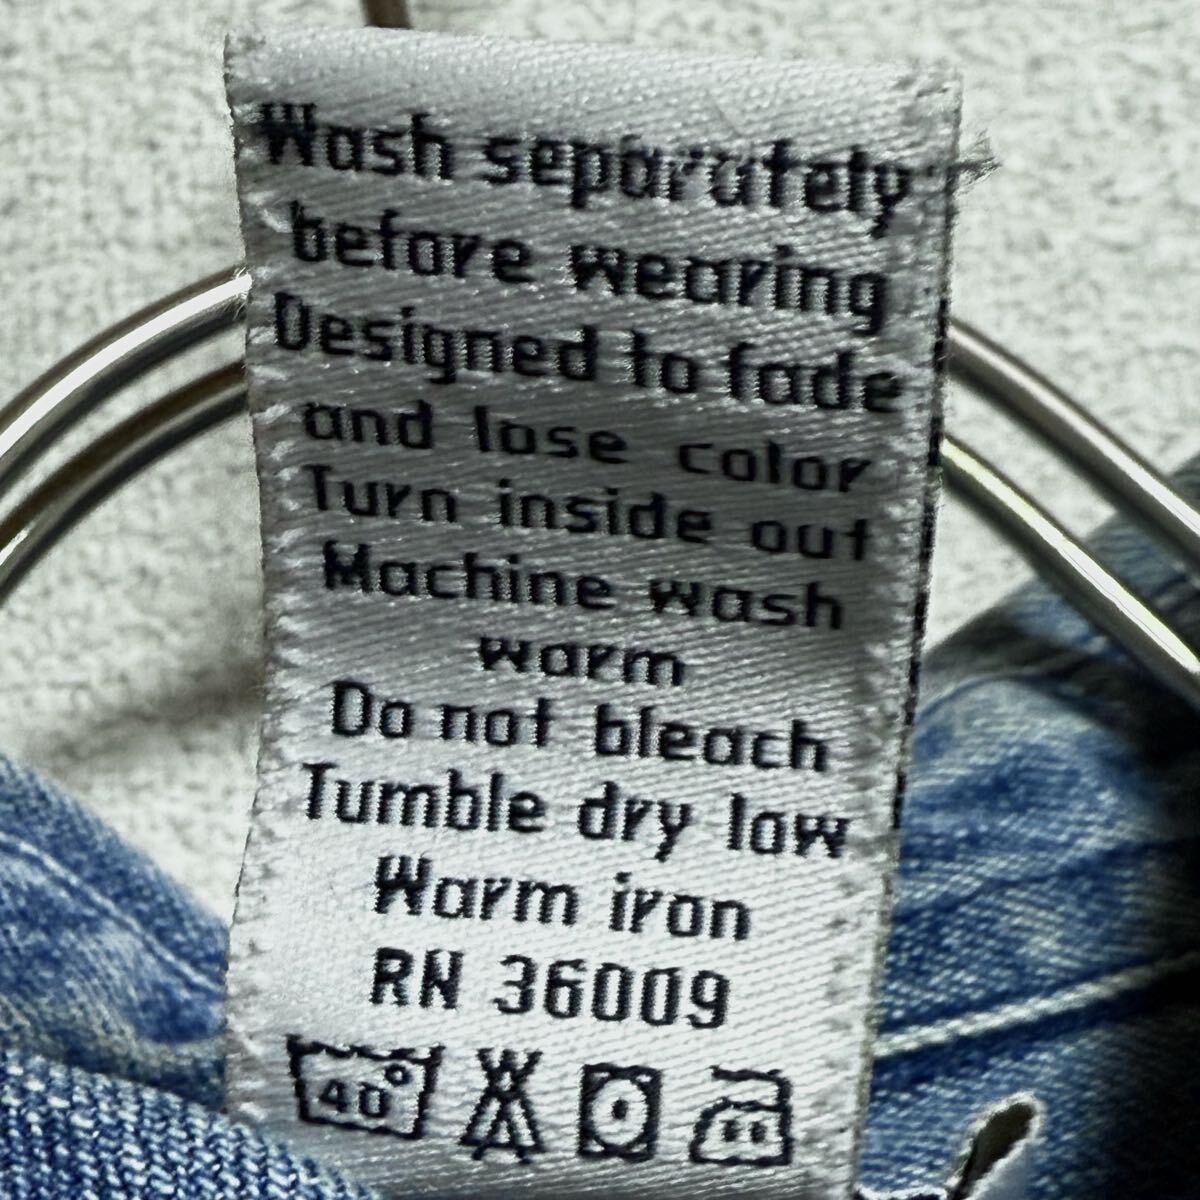 Wash separately
before wearing
Designed to fade
and lose color
Turn inside out
Machine wash
warm
Do not bleach
Tumble dry low
Warm iron
RN 36009
40°